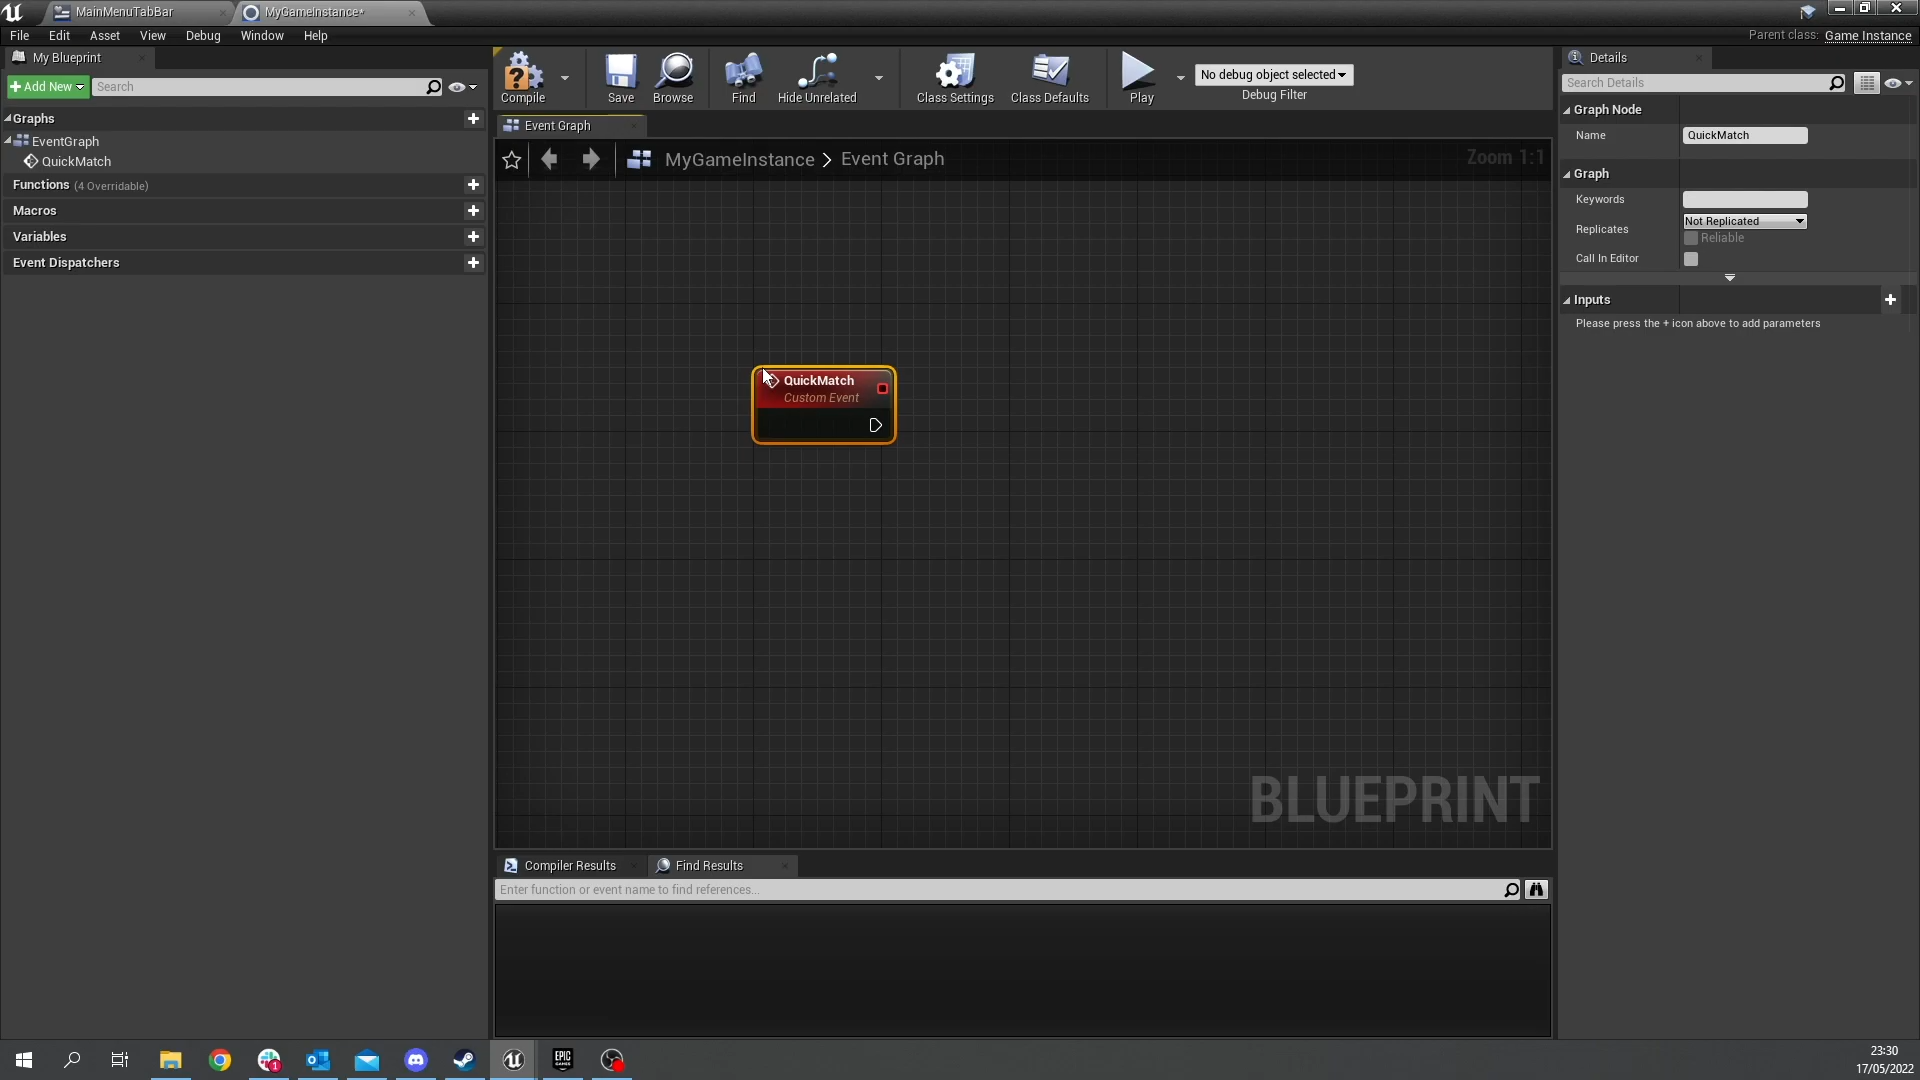 MainMenuTabBar
MyGameInstance*
File Edit Asset View Debug Window Help
Parent class: Game Instance
My Blueprint
Add New
Search
Graphs
EventGraph
QuickMatch
Functions (4 Overridable)
Macros
Variables
Event Dispatchers
Compile
Save
Browse
Find
Hide Unrelated
Class Settings
Class Defaults
Play
No debug object selected
Debug Filter
Event Graph
MyGameInstance > Event Graph
Zoom 1:1
QuickMatch
Custom Event
BLUEPRINT
Compiler Results
Find Results
Enter function or event name to find references...
Details
Search Details
Graph Node
Name QuickMatch
Graph
Keywords
Replicates Not Replicated
Reliable
Call In Editor
Inputs
Please press the + icon above to add parameters
1
EPIC
GAMES
23:30
17/05/2022